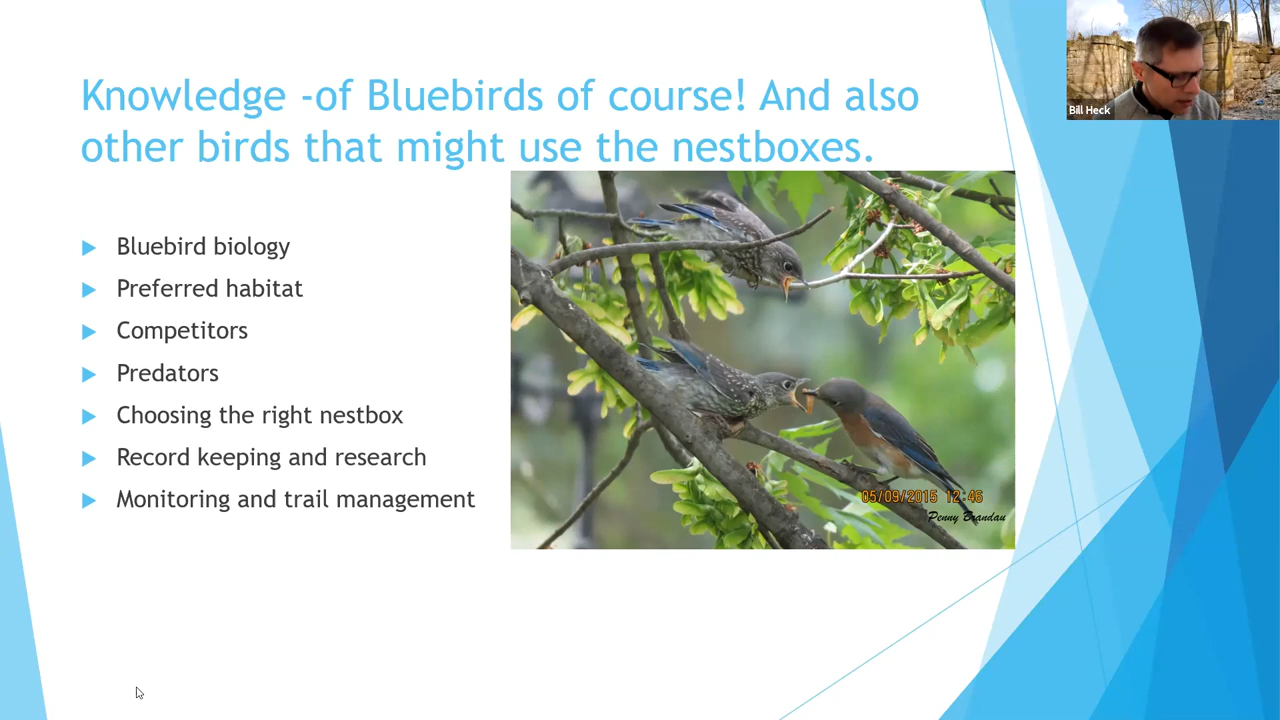 Knowledge -of Bluebirds of course! And also
other birds that might use the nestboxes.
Bill Heck
Bluebird biology
Preferred habitat
Competitors
Predators
Choosing the right nestbox
Record keeping and research
Monitoring and trail management
05/09/2015 12:46
Penny Brandau